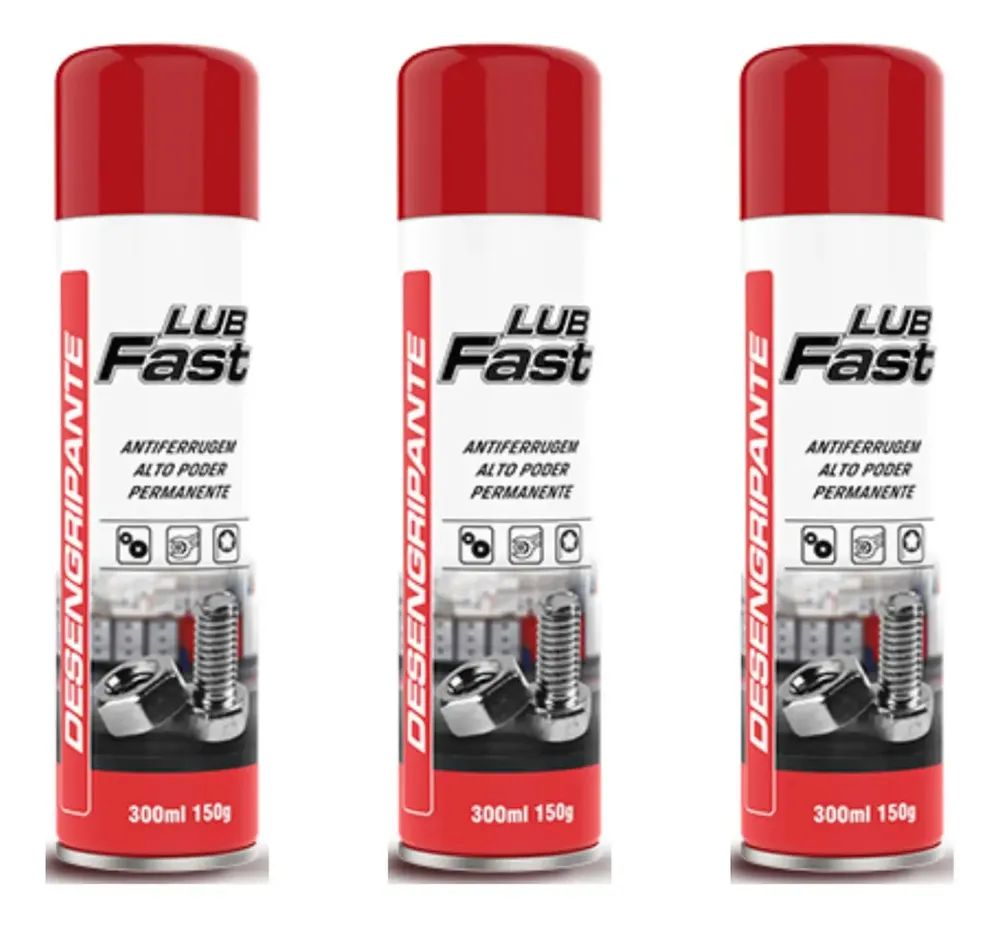 LUB
Fast
DESENGRIPANTE
ANTIFERRUGEM
ALTO PODER
PERMANENTE
300ml 150g
LUB
Fast
DESENGRIPANTE
ANTIFERRUGEM
ALTO PODER
PERMANENTE
300ml 150g
LUB
Fast
DESENGRIPANTE
ANTIFERRUGEM
ALTO PODER
PERMANENTE
300ml 150g